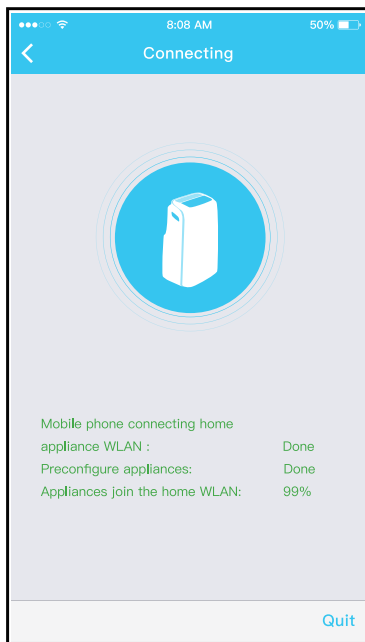 8:08 AM 50%
Connecting
Mobile phone connecting home
appliance WLAN : Done
Preconfigure appliances: Done
Appliances join the home WLAN: 99%
Quit